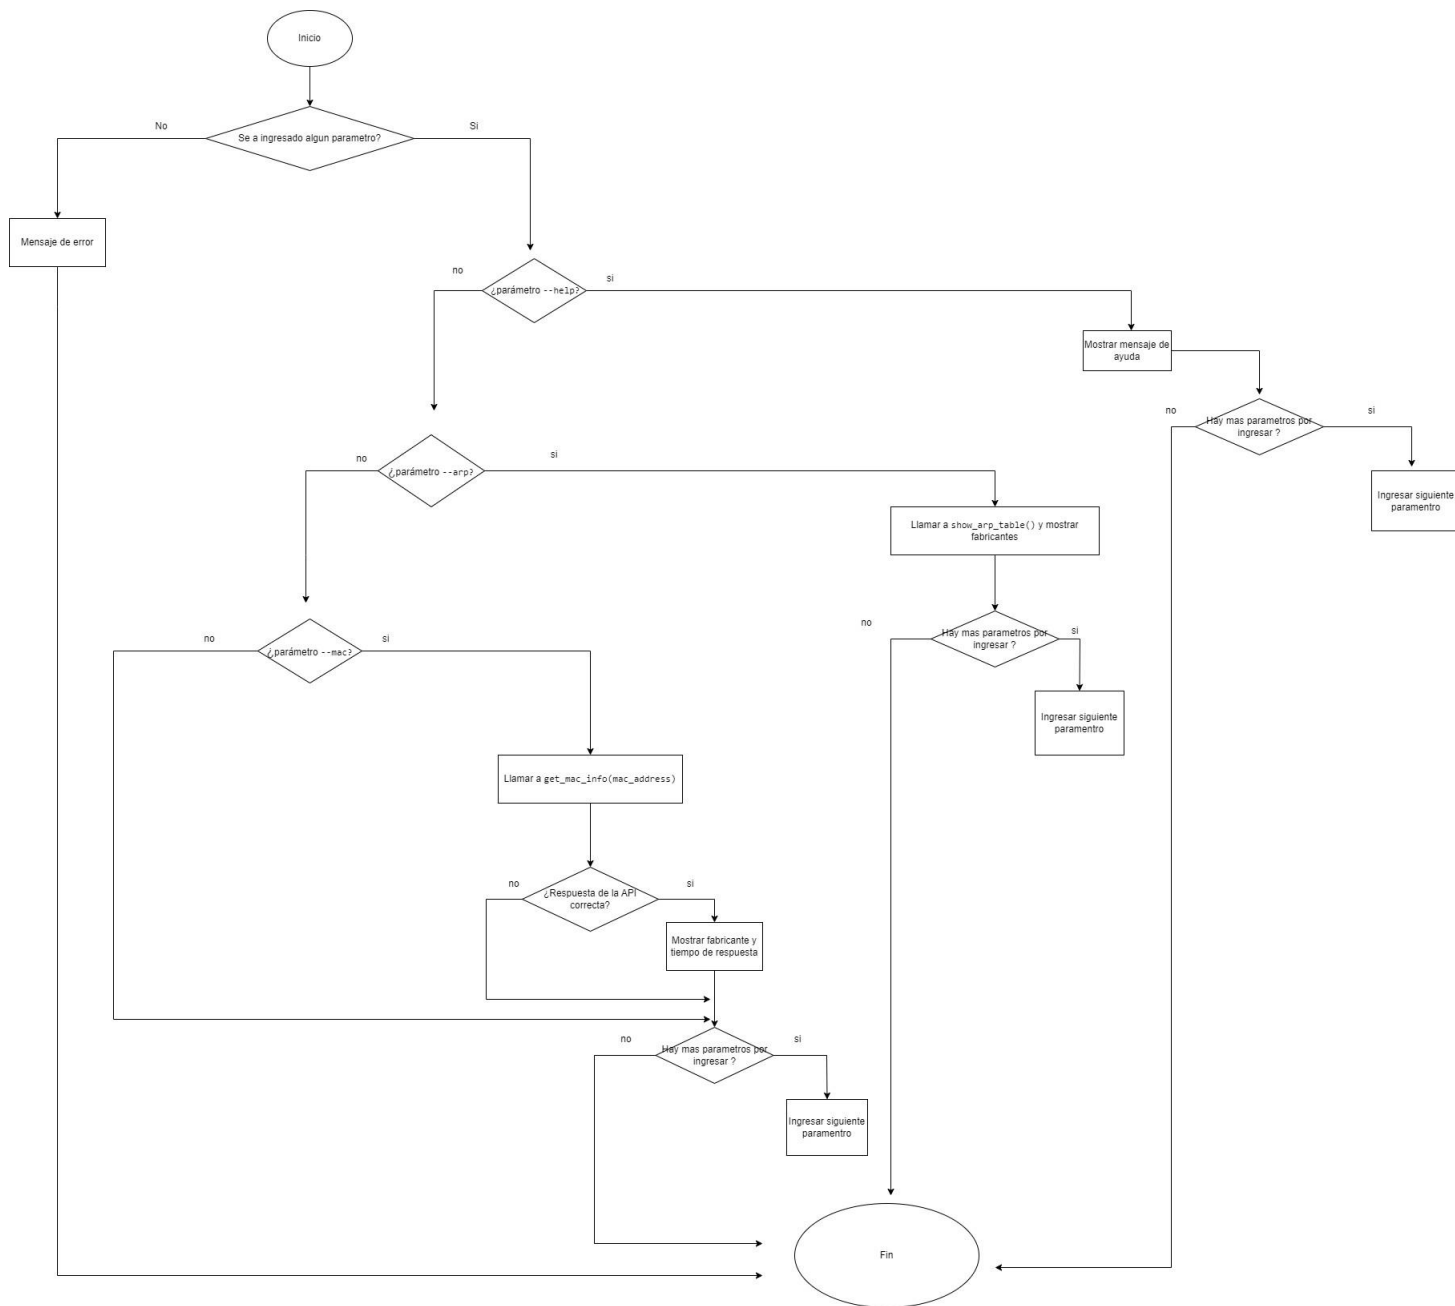 Inicio
No
Si
Se a ingresado algun parametro?
Mensaje de error
no
si
¿parámetro --help?
Mostrar mensaje de
ayuda
no
si
Hay mas parametros por
ingresar ?
Ingresar siguiente
paramentro
no
si
¿parámetro --arp?
Llamar a show_arp_table() y mostrar
fabricantes
no
si
Hay mas parametros por
ingresar ?
Ingresar siguiente
paramentro
no
si
¿parámetro --mac?
Llamar a get_mac_info(mac_address)
no
si
¿Respuesta de la API
correcta?
Mostrar fabricante y
tiempo de respuesta
no
si
Hay mas parametros por
ingresar ?
Ingresar siguiente
paramentro
Fin